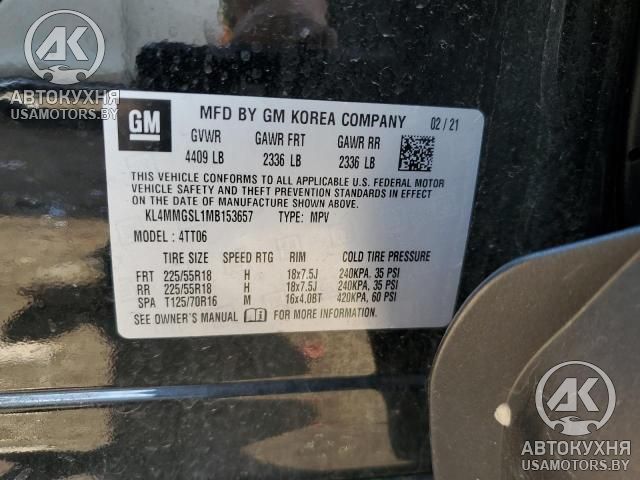 AK
АВТОКУХНЯ
USAMOTORS.BY
GM
MFD BY GM KOREA COMPANY 02 / 21
GVWR GAWR FRT GAWR RR
4409 LB 2336 LB 2336 LB
THIS VEHICLE CONFORMS TO ALL APPLICABLE U.S. FEDERAL MOTOR
VEHICLE SAFETY AND THEFT PREVENTION STANDARDS IN EFFECT
ON THE DATE OF MANUFACTURE SHOWN ABOVE.
KL4MMGSL1MB153657 TYPE: MPV
MODEL : 4TT06
TIRE SIZE SPEED RTG RIM COLD TIRE PRESSURE
FRT 225/55R18 H 18x7.5J 240KPA, 35 PSI
RR 225/55R18 H 18x7.5J 240KPA, 35 PSI
SPA T125/70R16 M 16x4.0BT 420KPA, 60 PSI
SEE OWNER'S MANUAL FOR MORE INFORMATION.
AK
АВТОКУХНЯ
USAMOTORS.BY